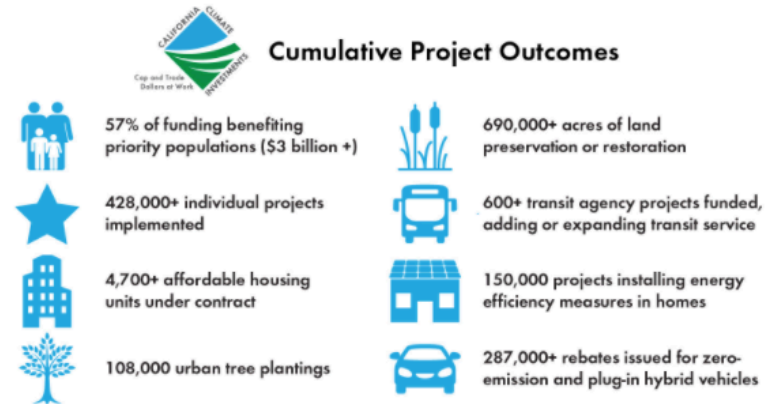 CALIFORNIA CLIMATE
INVESTMENTS
Cap and Trade
Dollars at Work
Cumulative Project Outcomes
57% of funding benefiting
priority populations ($3 billion +)
428,000+ individual projects
implemented
4,700+ affordable housing
units under contract
108,000 urban tree plantings
690,000+ acres of land
preservation or restoration
600+ transit agency projects funded,
adding or expanding transit service
150,000 projects installing energy
efficiency measures in homes
287,000+ rebates issued for zero-
emission and plug-in hybrid vehicles